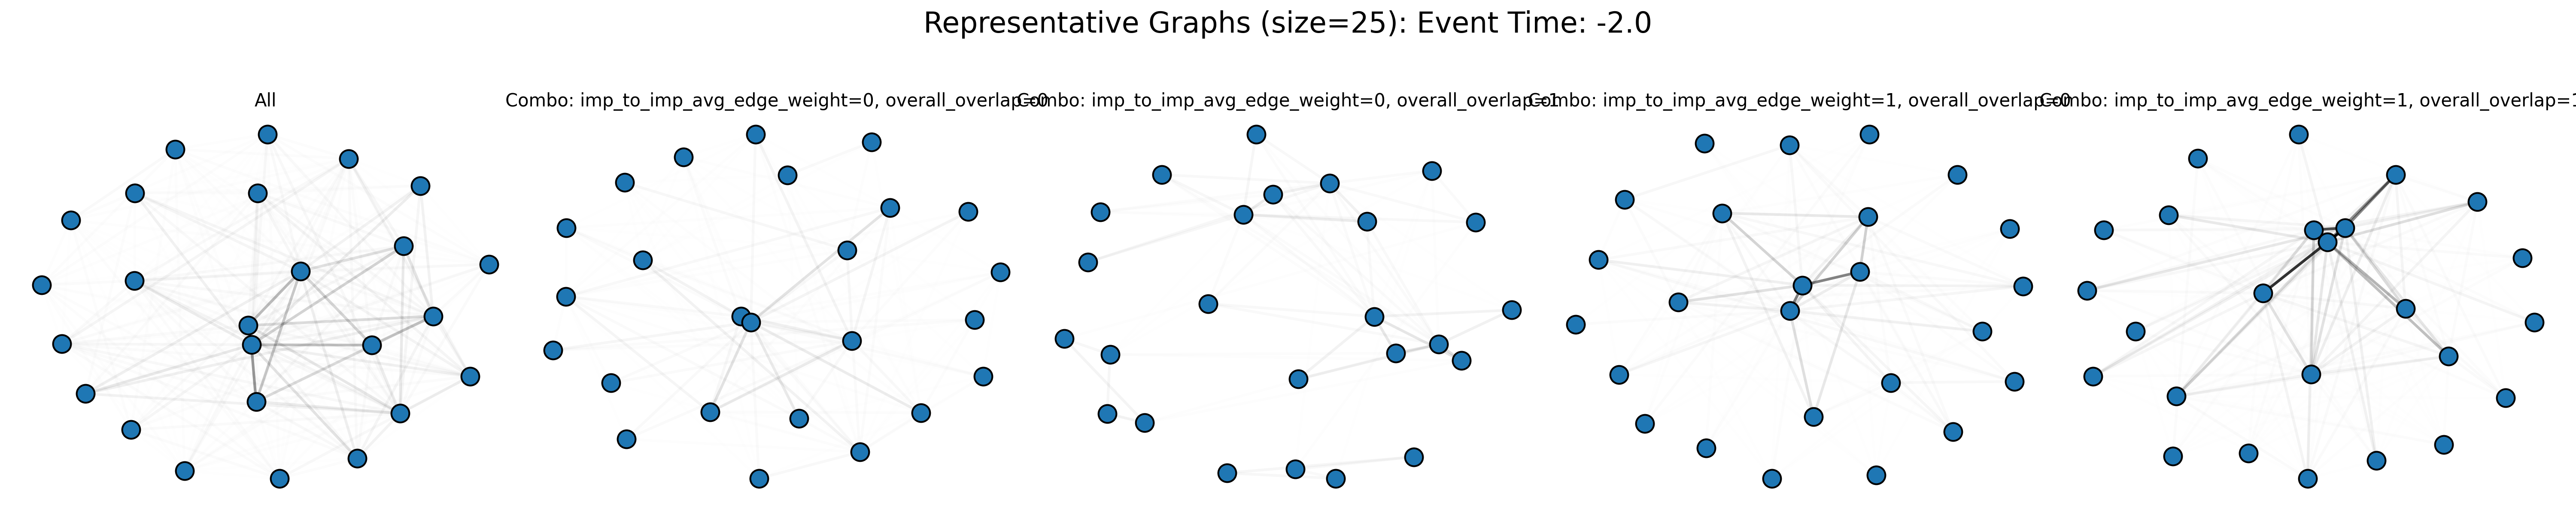 Representative Graphs (size=25): Event Time: -2.0
All
Combo: imp_to_imp_avg_edge_weight=0, overall_overlap=0
Combo: imp_to_imp_avg_edge_weight=0, overall_overlap=1
Combo: imp_to_imp_avg_edge_weight=1, overall_overlap=0
Combo: imp_to_imp_avg_edge_weight=1, overall_overlap=1